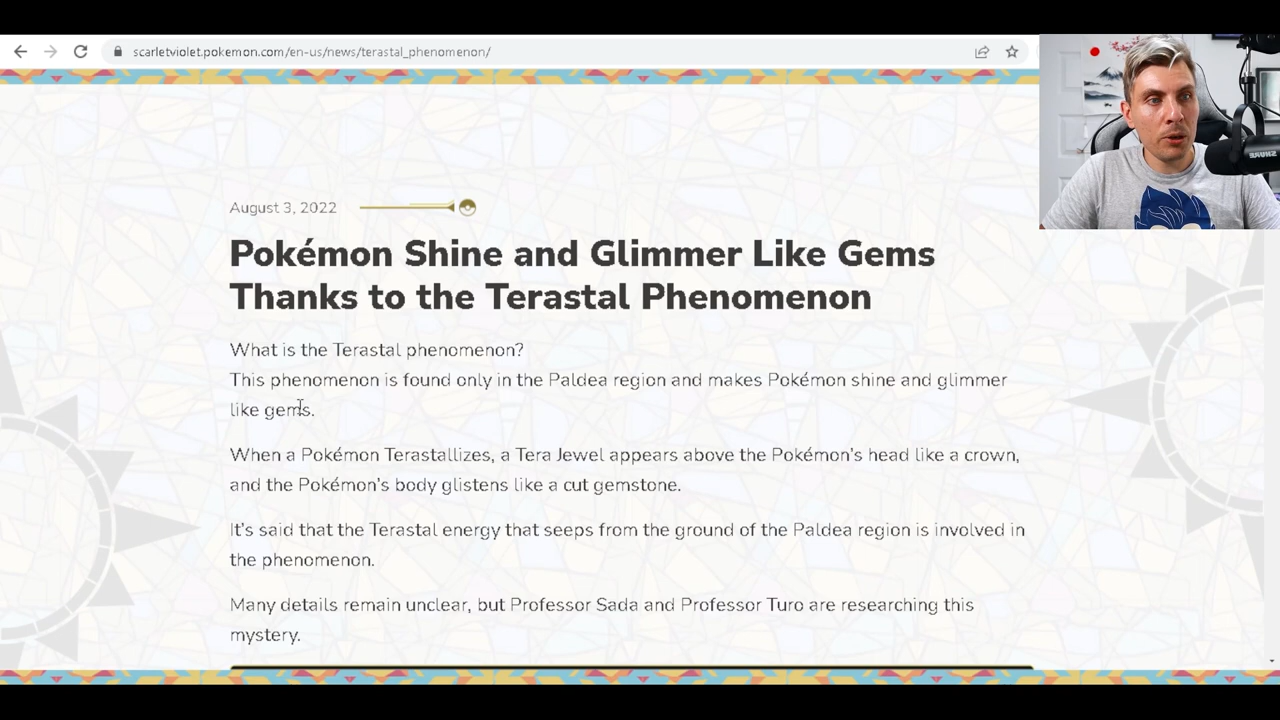 scarletviolet.pokemon.com/en-us/news/terastal_phenomenon/
SHURE
August 3, 2022
Pokémon Shine and Glimmer Like Gems
Thanks to the Terastal Phenomenon
What is the Terastal phenomenon?
This phenomenon is found only in the Paldea region and makes Pokémon shine and glimmer
like gems.
When a Pokémon Terastallizes, a Tera Jewel appears above the Pokémon's head like a crown,
and the Pokémon's body glistens like a cut gemstone.
It's said that the Terastal energy that seeps from the ground of the Paldea region is involved in
the phenomenon.
Many details remain unclear, but Professor Sada and Professor Turo are researching this
mystery.